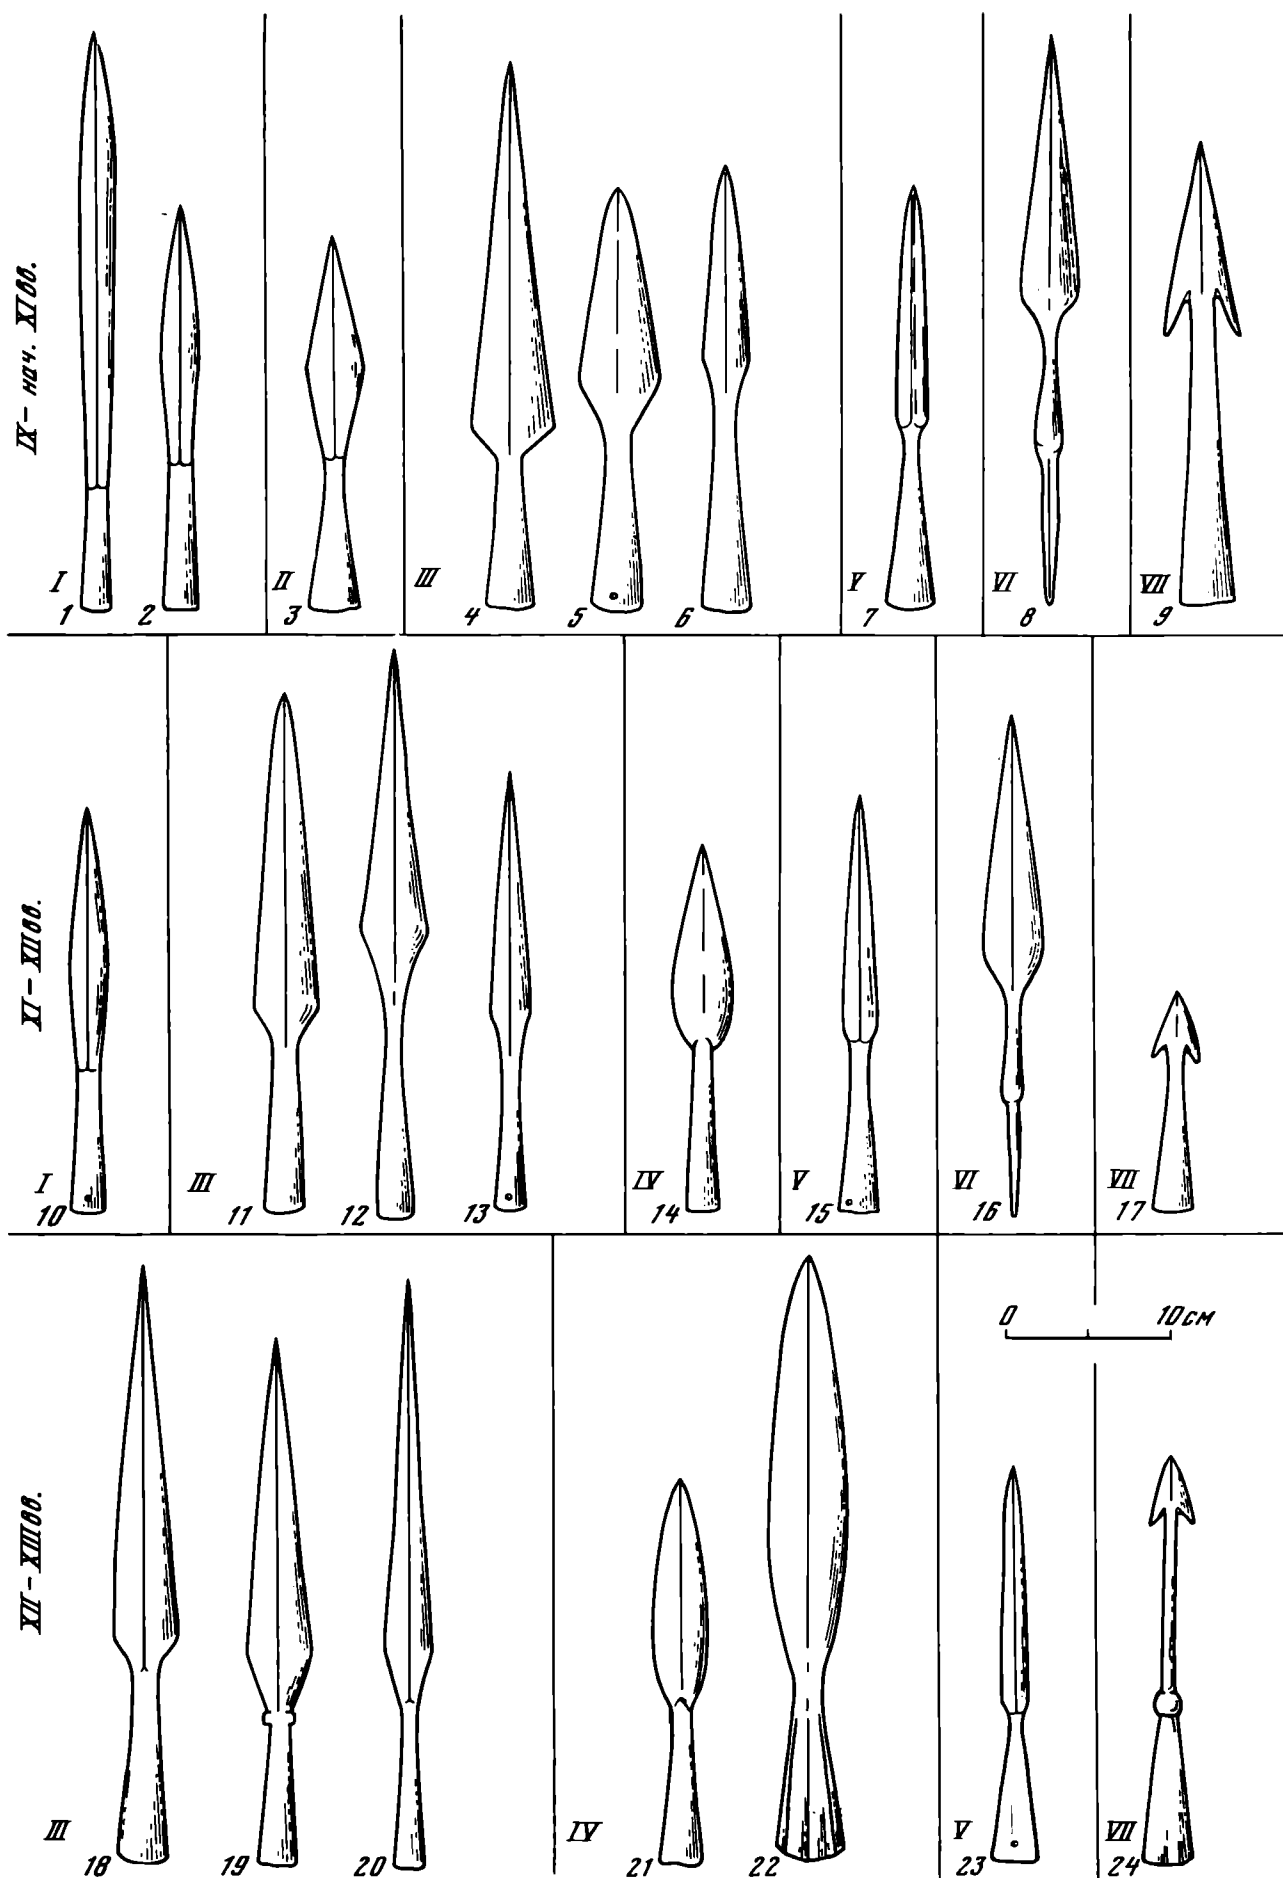 IX – нач. XI вв.
I
1
2
II
3
III
4
5
6
V
7
VI
8
VII
9
XI – XII вв.
I
10
III
11
12
13
IV
14
V
15
VI
16
VII
17
0
10 см
XII – XIII вв.
III
18
19
20
IV
21
22
V
23
VII
24